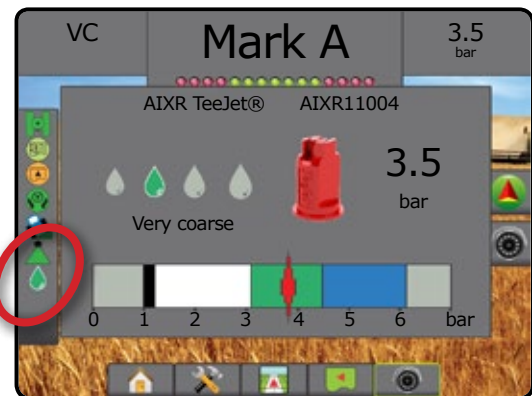 VC Mark A 3.5
bar
AIXR TeeJet® AIXR11004
3.5
bar
Very coarse
0 1 2 3 4 5 6 bar